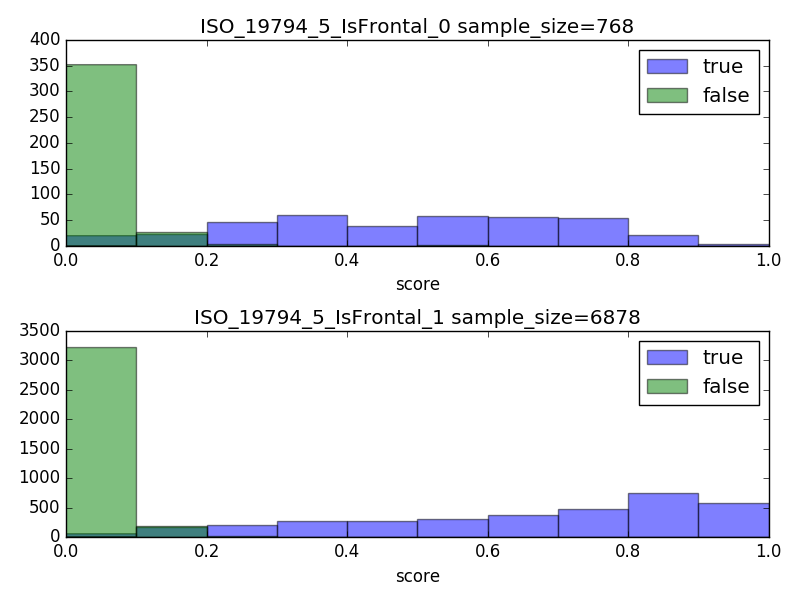 ISO_19794_5_IsFrontal_0 sample_size=768
400
350
300
250
200
150
100
50
0
true
false
0.0 0.2 0.4 0.6 0.8 1.0
score
ISO_19794_5_IsFrontal_1 sample_size=6878
3500
3000
2500
2000
1500
1000
500
0
true
false
0.0 0.2 0.4 0.6 0.8 1.0
score